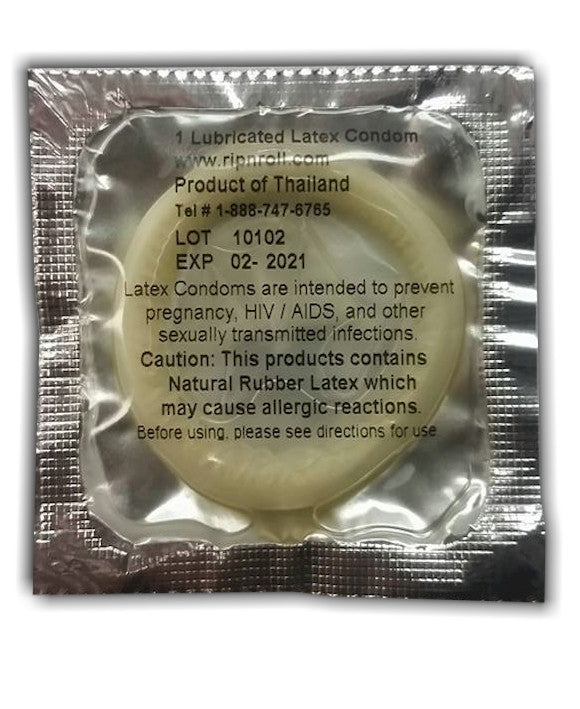 1 Lubricated Latex Condom
www.ripnroll.com
Product of Thailand
Tel # 1-888-747-6765
LOT 10102
EXP 02- 2021
Latex Condoms are intended to prevent
pregnancy, HIV / AIDS, and other
sexually transmitted infections.
Caution: This products contains
Natural Rubber Latex which
may cause allergic reactions.
Before using, please see directions for use.